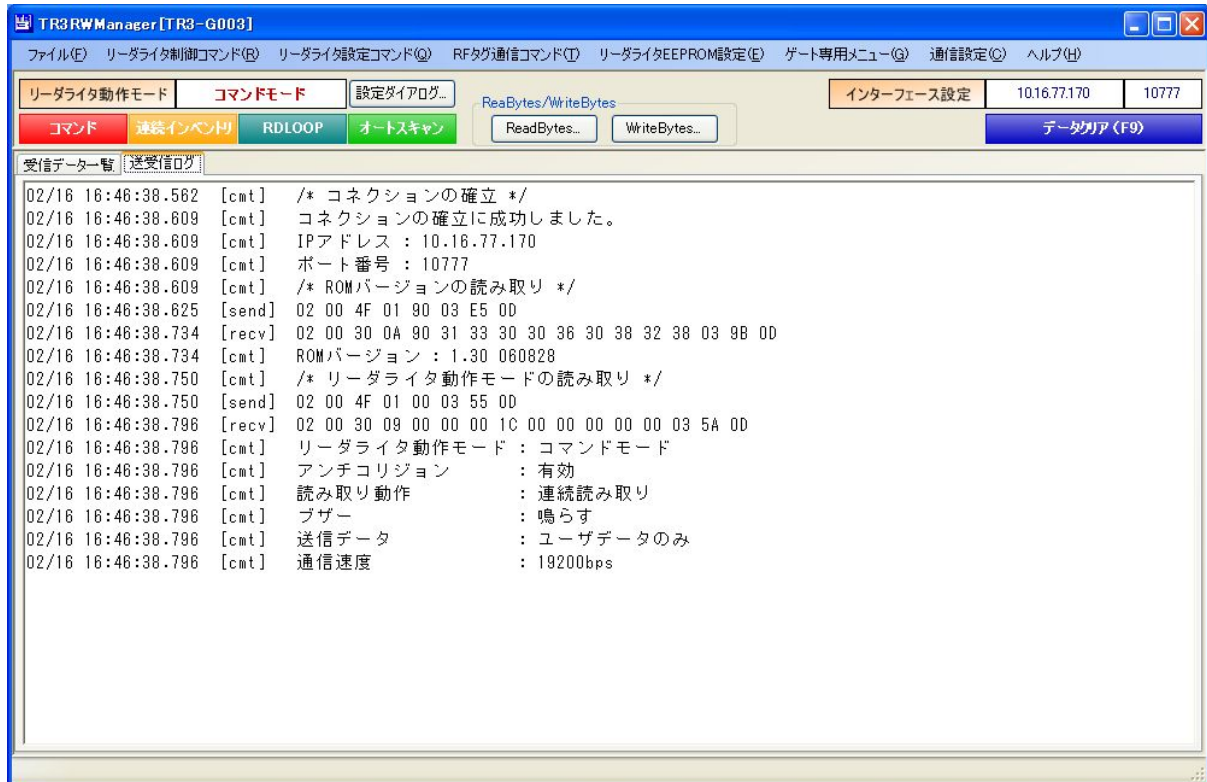 TR3RWManager[TR3-G003]
ファイル(F) リーダライタ制御コマンド(R) リーダライタ設定コマンド(Q) RFタグ通信コマンド(T) リーダライタEEPROM設定(E) ゲート専用メニュー(G) 通信設定(C) ヘルプ(H)
リーダライタ動作モード コマンドモード 設定ダイアログ... ReaBytes/WriteBytes インターフェース設定 10.16.77.170 10777
コマンド 連続インベントリ RDLOOP オートスキャン ReadBytes... WriteBytes... データクリア (F9)
受信データ一覧 送受信ログ
02/16 16:46:38.562 [cmt] /* コネクションの確立 */
02/16 16:46:38.609 [cmt] コネクションの確立に成功しました。
02/16 16:46:38.609 [cmt] IPアドレス : 10.16.77.170
02/16 16:46:38.609 [cmt] ポート番号 : 10777
02/16 16:46:38.609 [cmt] /* ROMバージョンの読み取り */
02/16 16:46:38.625 [send] 02 00 4F 01 90 03 E5 0D
02/16 16:46:38.734 [recv] 02 00 30 0A 90 31 33 30 30 36 30 38 32 38 03 9B 0D
02/16 16:46:38.734 [cmt] ROMバージョン : 1.30 060828
02/16 16:46:38.750 [cmt] /* リーダライタ動作モードの読み取り */
02/16 16:46:38.750 [send] 02 00 4F 01 00 03 55 0D
02/16 16:46:38.796 [recv] 02 00 30 09 00 00 00 1C 00 00 00 00 00 03 5A 0D
02/16 16:46:38.796 [cmt] リーダライタ動作モード : コマンドモード
02/16 16:46:38.796 [cmt] アンチコリジョン : 有効
02/16 16:46:38.796 [cmt] 読み取り動作 : 連続読み取り
02/16 16:46:38.796 [cmt] ブザー : 鳴らす
02/16 16:46:38.796 [cmt] 送信データ : ユーザデータのみ
02/16 16:46:38.796 [cmt] 通信速度 : 19200bps